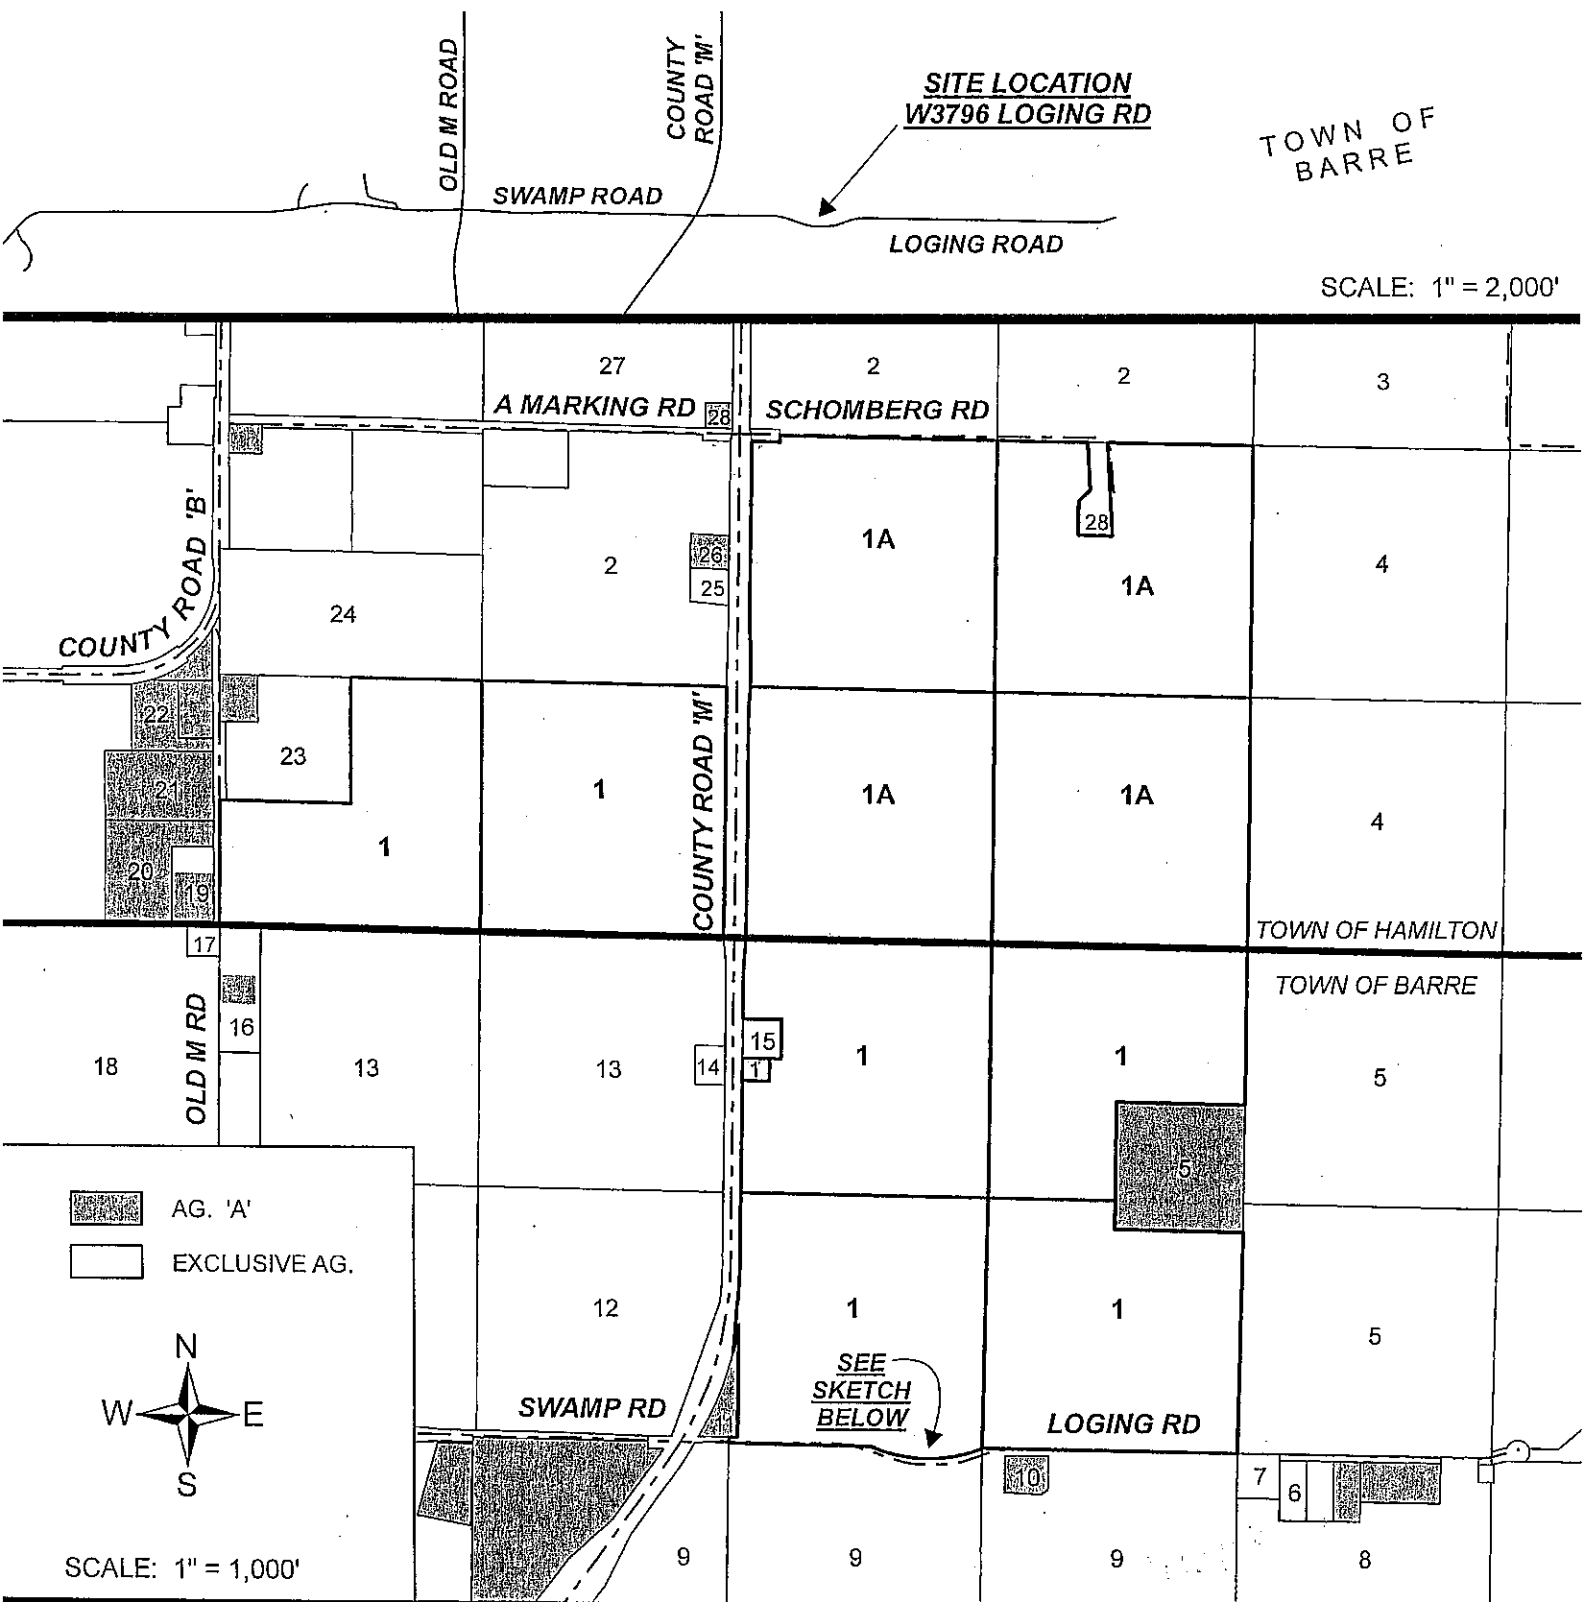 OLD M ROAD
COUNTY
ROAD 'M'
SITE LOCATION
W3796 LOGING RD
TOWN OF
BARRE
SWAMP ROAD
LOGING ROAD
SCALE: 1" = 2,000'
27
2
2
3
A MARKING RD
28
SCHOMBERG RD
COUNTY ROAD 'B'
1A
28
2
26
25
1A
4
24
22
23
21
1
COUNTY ROAD 'M'
1A
1A
4
1
20
19
TOWN OF HAMILTON
17
TOWN OF BARRE
OLD M RD
16
18
13
13
14
15
1
1
1
5
5
AG. 'A'
EXCLUSIVE AG.
12
1
1
5
N
W
E
S
SEE
SKETCH
BELOW
SWAMP RD
LOGING RD
10
7
6
9
9
9
8
SCALE: 1" = 1,000'